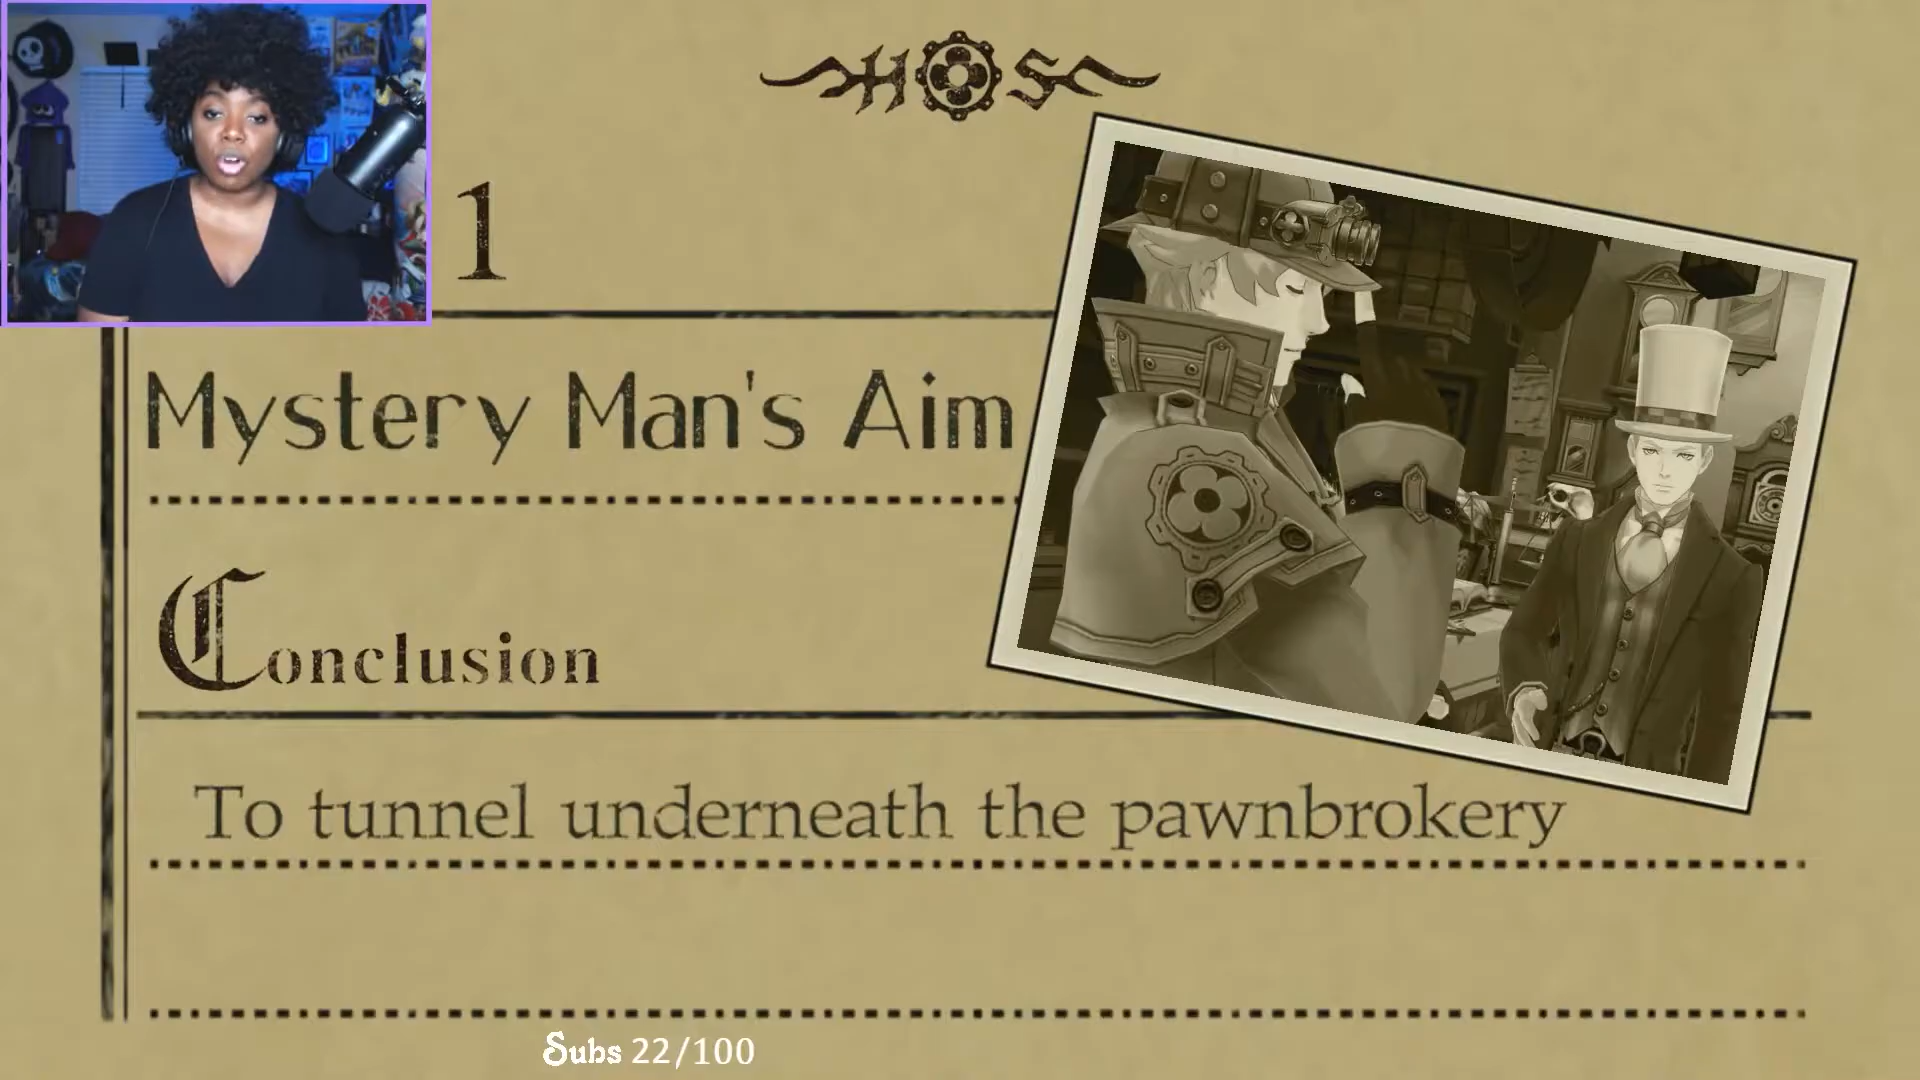 H S
1
Mystery Man's Aim
Conclusion
To tunnel underneath the pawnbrokery
Subs 22/100